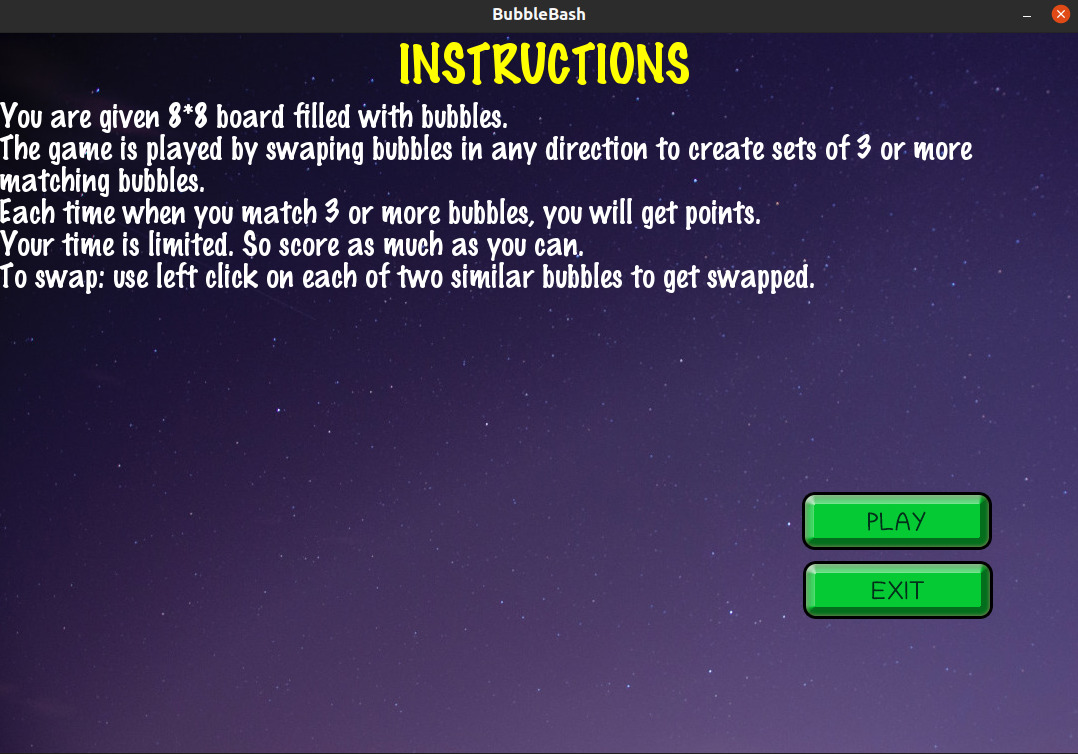 BubbleBash
INSTRUCTIONS
You are given 8*8 board filled with bubbles.
The game is played by swaping bubbles in any direction to create sets of 3 or more
matching bubbles.
Each time when you match 3 or more bubbles, you will get points.
Your time is limited. So score as much as you can.
To swap: use left click on each of two similar bubbles to get swapped.
PLAY
EXIT